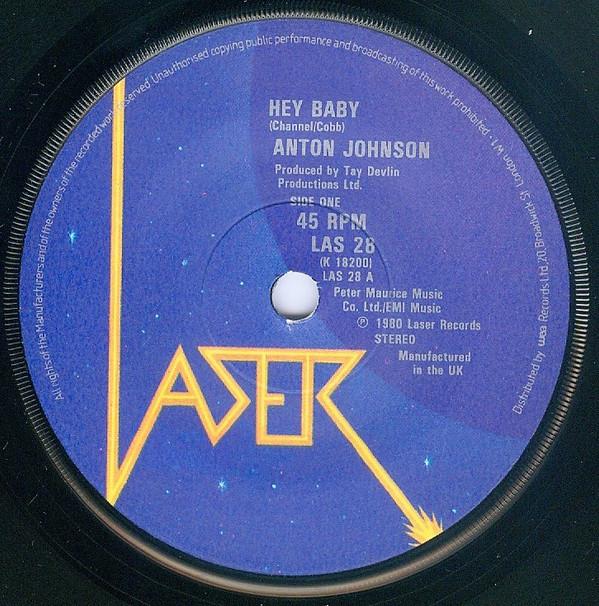 All rights of the Manufacturers and of the owners of the recorded work reserved Unauthorised copying public performance and broadcasting of this work prohibited ·
Distributed by wea Records Ltd 20, Broadwick St. London W1 ·
HEY BABY
(Channel/Cobb)
ANTON JOHNSON
Produced by Tay Devlin
Productions Ltd.
SIDE ONE
45 RPM
LAS 28
(K 18200)
LAS 28 A
Peter Maurice Music
Co. Ltd./EMI Music
℗ 1980 Laser Records
STEREO
Manufactured
in the UK
LASER